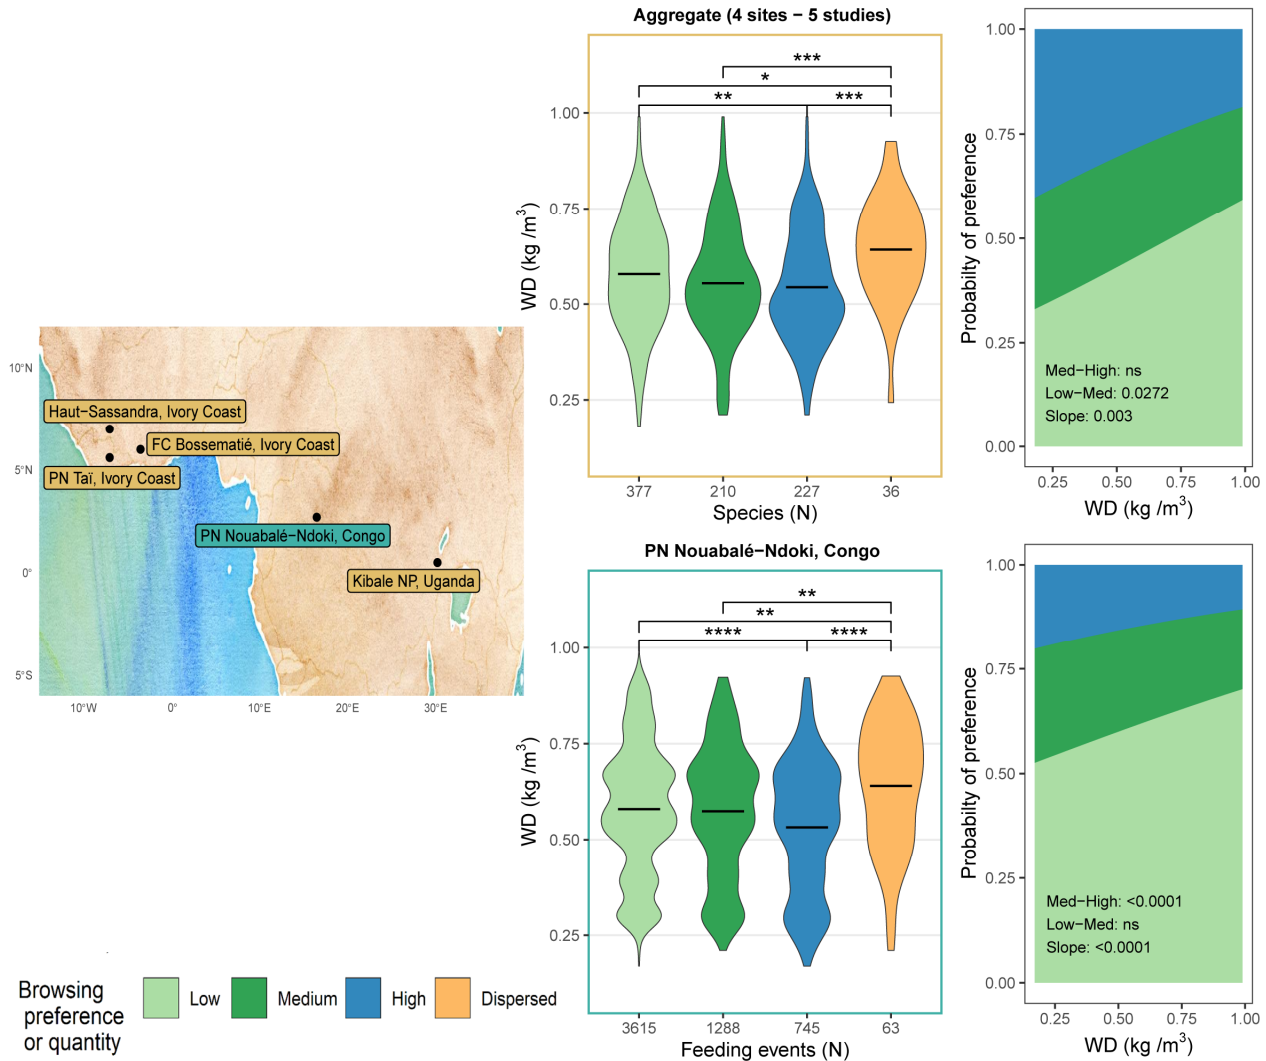 Aggregate (4 sites − 5 studies)
WD (kg /m³)
1.00
0.75
0.50
0.25
***
*
**
***
377
210
227
36
Species (N)
Probabilty of preference
1.00
0.75
0.50
0.25
0.00
Med−High: ns
Low−Med: 0.0272
Slope: 0.003
0.25
0.50
0.75
1.00
WD (kg /m³)
10°N
5°N
0°
5°S
Haut−Sassandra, Ivory Coast
FC Bossematié, Ivory Coast
PN Taï, Ivory Coast
PN Nouabalé−Ndoki, Congo
Kibale NP, Uganda
10°W
0°
10°E
20°E
30°E
PN Nouabalé−Ndoki, Congo
WD (kg /m³)
1.00
0.75
0.50
0.25
**
**
****
****
3615
1288
745
63
Feeding events (N)
Probabilty of preference
1.00
0.75
0.50
0.25
0.00
Med−High: <0.0001
Low−Med: ns
Slope: <0.0001
0.25
0.50
0.75
1.00
WD (kg /m³)
Browsing
preference
or quantity
Low
Medium
High
Dispersed